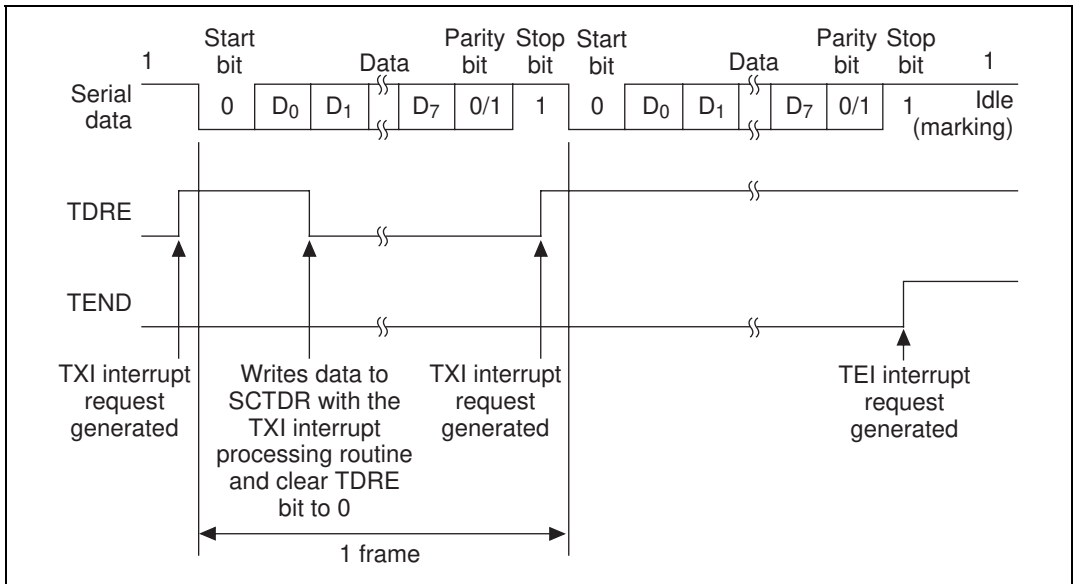 Start bit
Data
Parity bit
Stop bit
Start bit
Data
Parity bit
Stop bit
1
1
Serial data
0
D0
D1
D7
0/1
1
0
D0
D1
D7
0/1
1
Idle (marking)
TDRE
TEND
TXI interrupt
request
generated
Writes data to
SCTDR with the
TXI interrupt
processing routine
and clear TDRE
bit to 0
TXI interrupt
request
generated
TEI interrupt
request
generated
1 frame